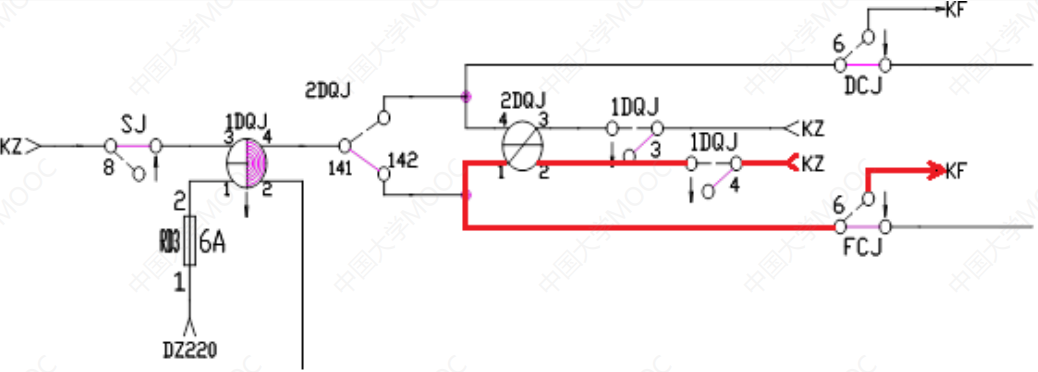 KF
6
DCJ
2DQJ
2DQJ
4
3
1DQJ
KZ
SJ
1DQJ
3
4
KZ
8
141
142
1DQJ
3
KZ
1
2
4
KF
1
2
6
FCJ
2
RD3
6A
1
DZ220
中国大学MOOC